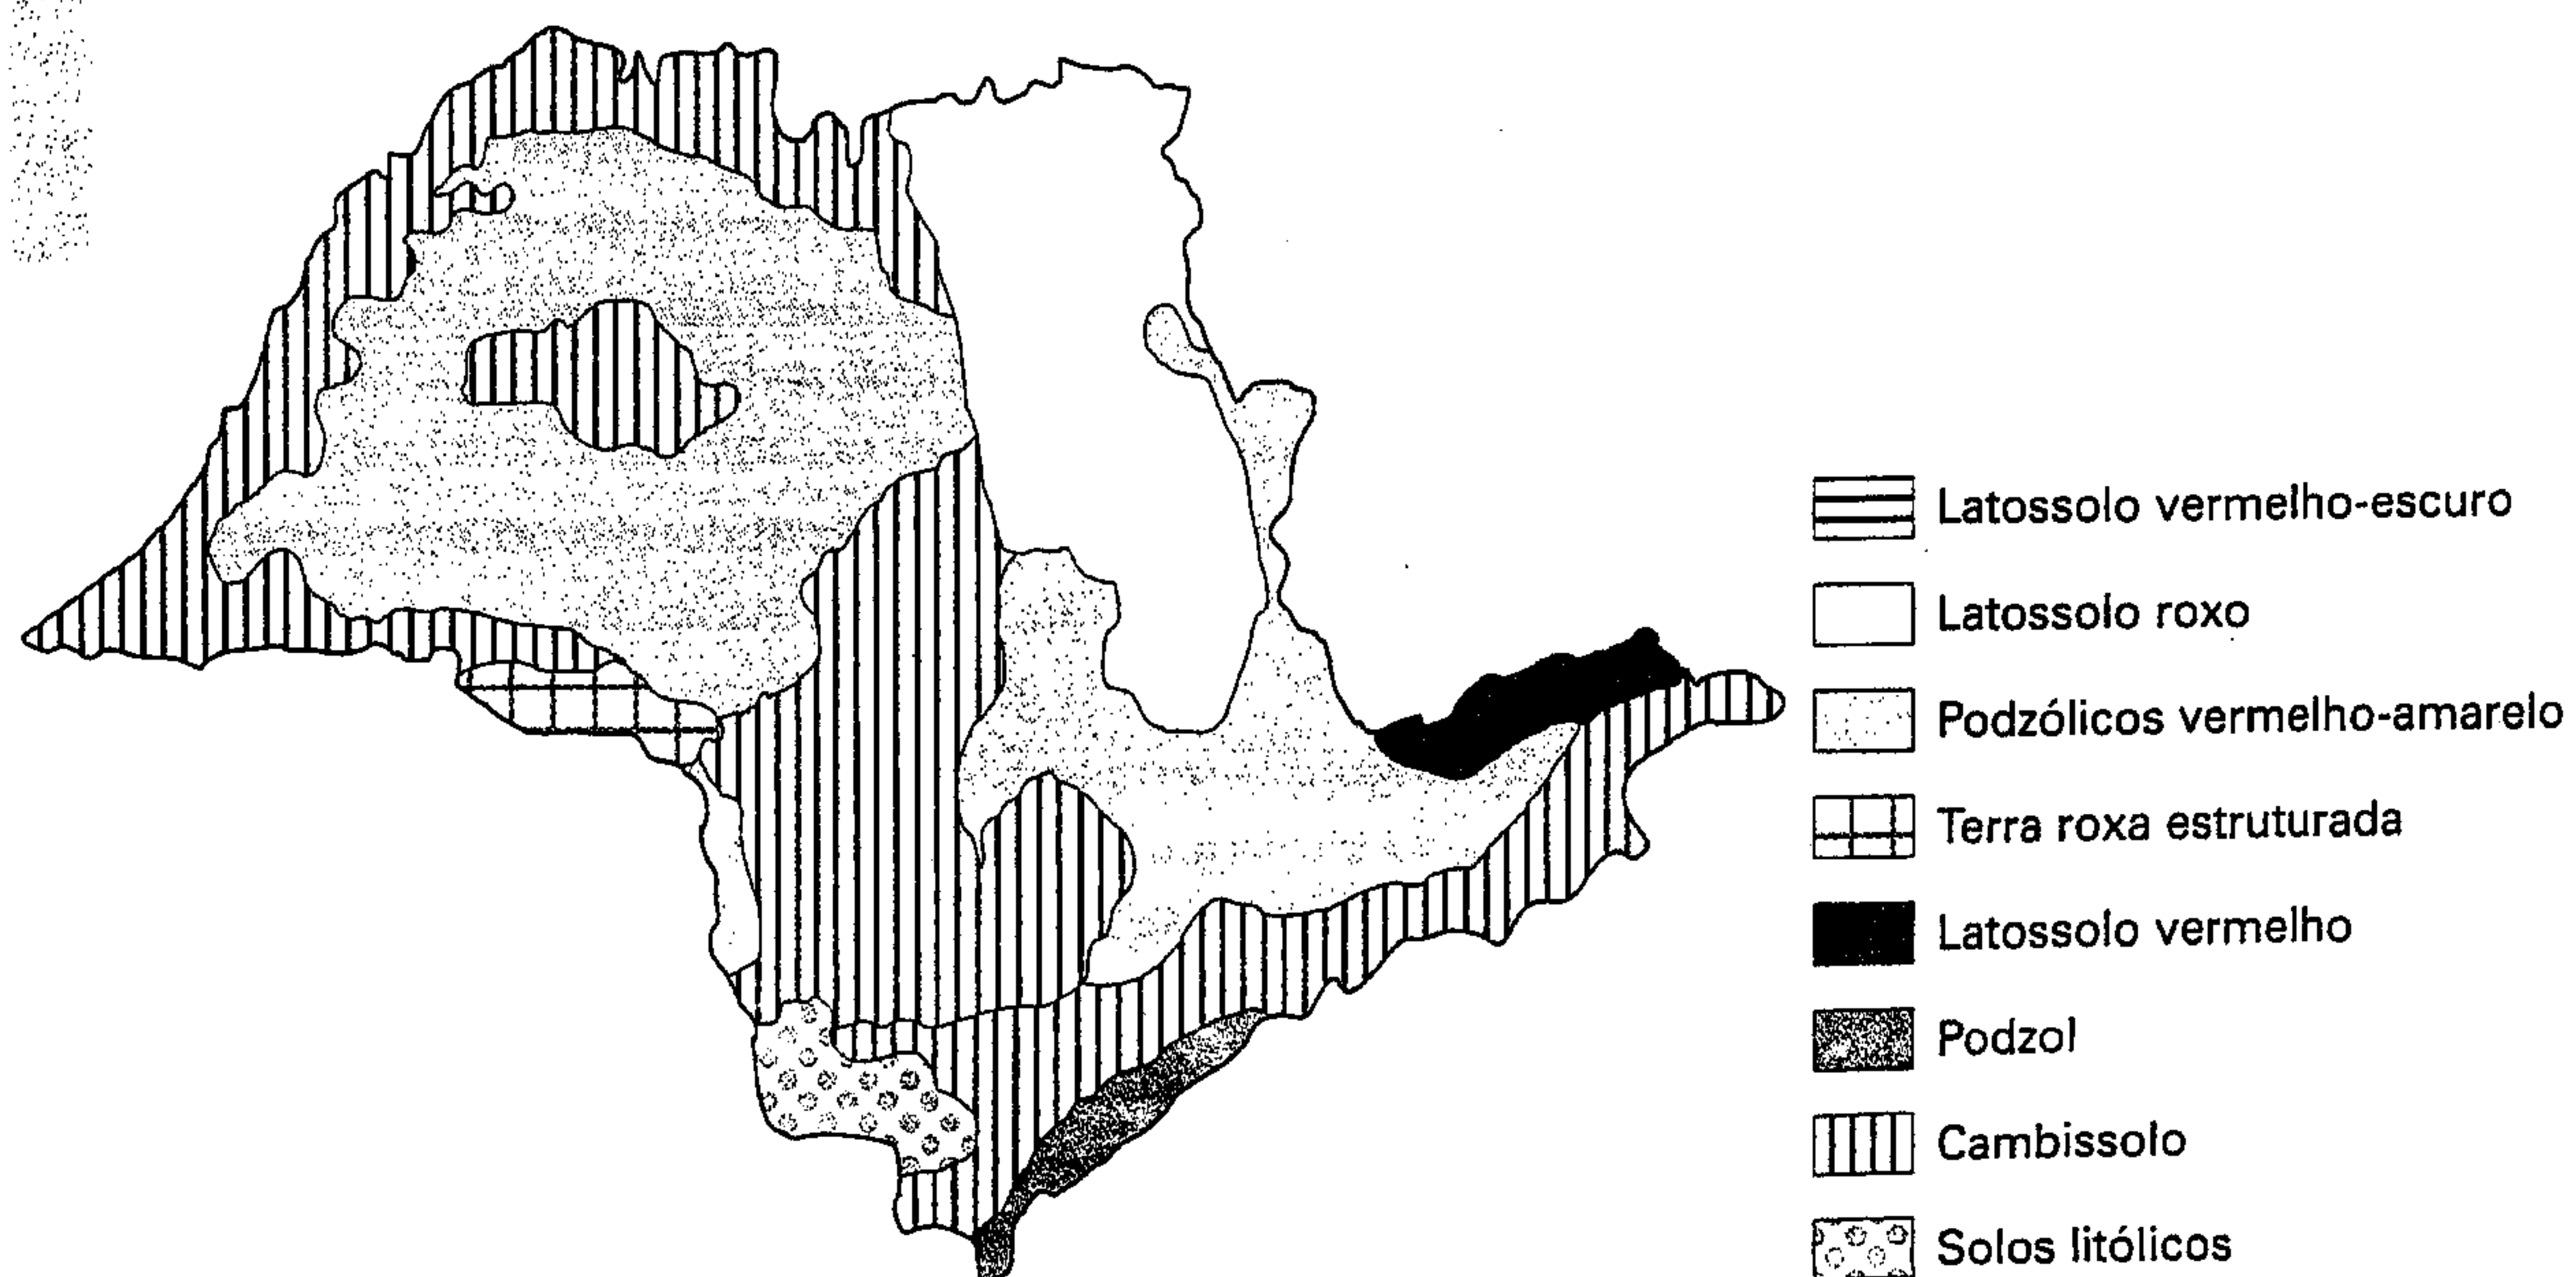 Latossolo vermelho-escuro
Latossolo roxo
Podzólicos vermelho-amarelo
Terra roxa estruturada
Latossolo vermelho
Podzol
Cambissolo
Solos litólicos